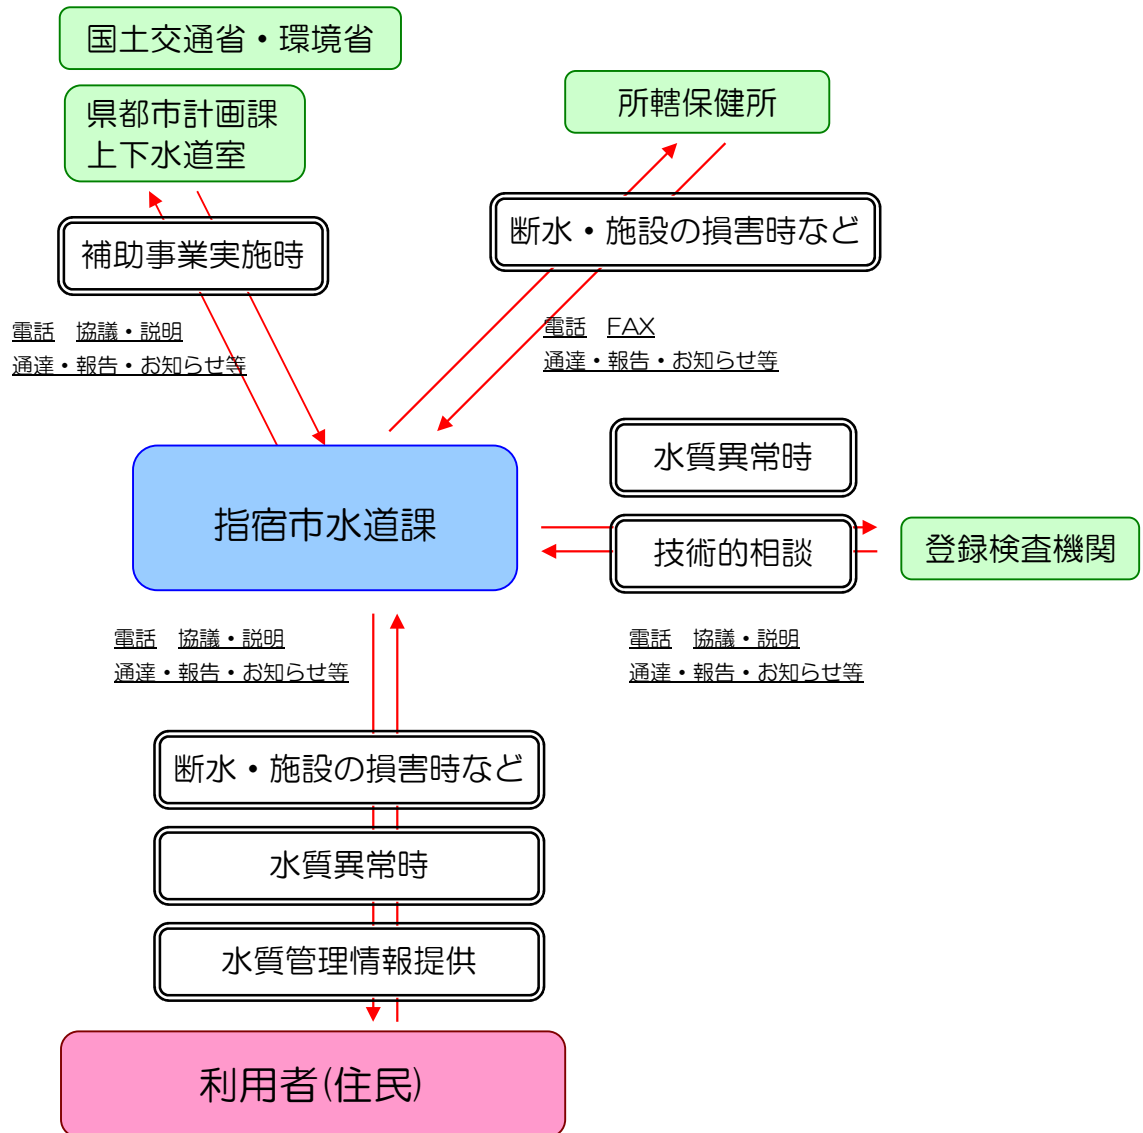 国土交通省・環境省
県都市計画課
上下水道室
所轄保健所
補助事業実施時
断水・施設の損害時など
電話　協議・説明
通達・報告・お知らせ等
電話　FAX
通達・報告・お知らせ等
水質異常時
指宿市水道課
技術的相談
登録検査機関
電話　協議・説明
通達・報告・お知らせ等
電話　協議・説明
通達・報告・お知らせ等
断水・施設の損害時など
水質異常時
水質管理情報提供
利用者(住民)